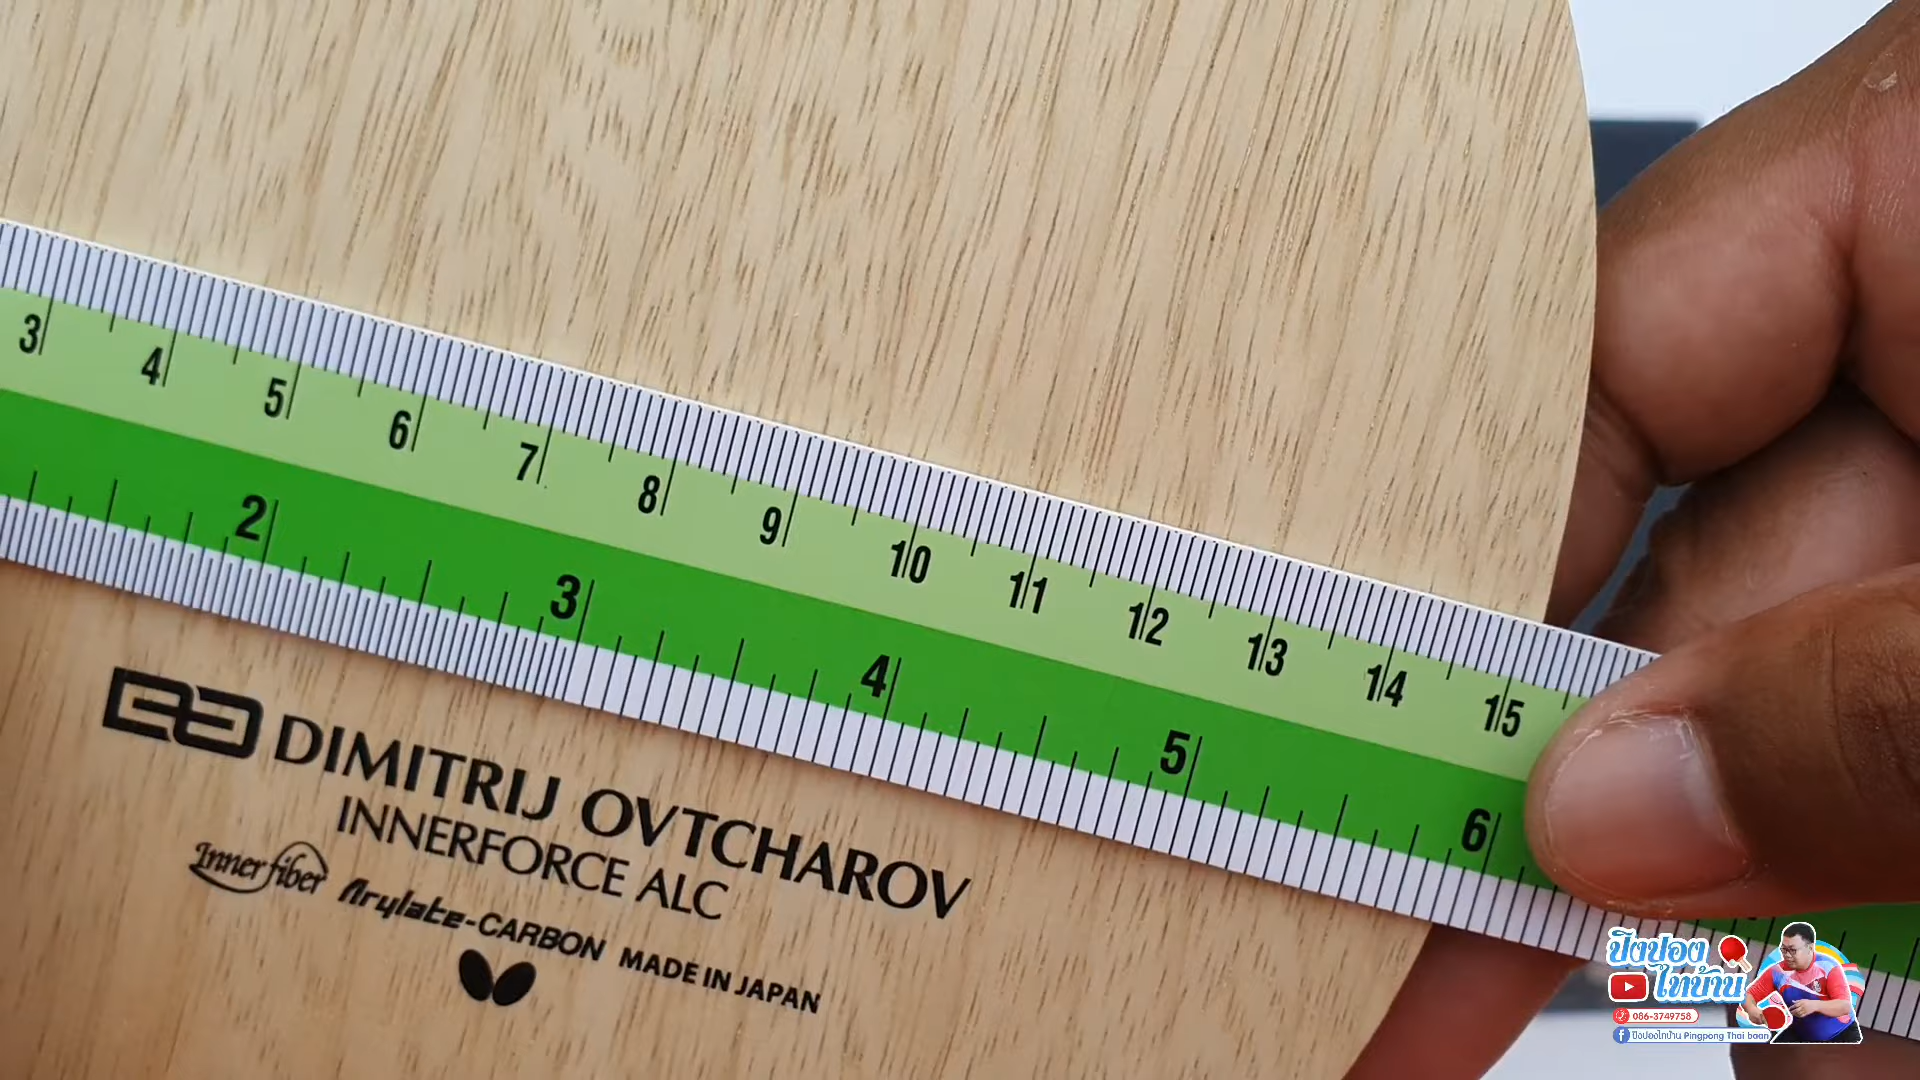 3 4 5 6 7 8 9 10 11 12 13 14 15
2 3 4 5 6
DIMITRIJ OVTCHAROV
INNERFORCE ALC
Innerfiber Arylate-CARBON MADE IN JAPAN
ปิงปอง
ไทบ้าน
086-3749758
ปิงปองไทบ้าน Pingpong Thai baan